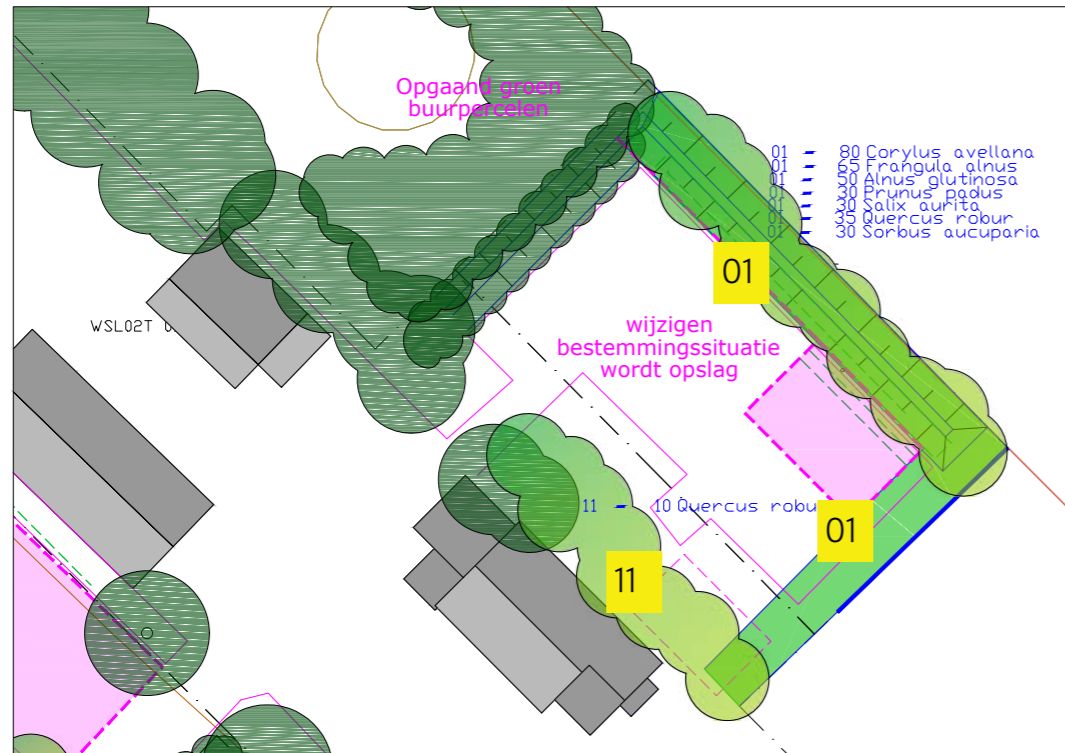 Opgaand groen
buurpercelen
01 - 80 Corylus avellana
01 - 65 Frangula alnus
01 - 50 Alnus glutinosa
01 - 30 Prunus padus
01 - 30 Salix aurita
01 - 35 Quercus robur
01 - 30 Sorbus aucuparia
01
WSL02T
wijzigen
bestemmingssituatie
wordt opslag
11 - 10 Quercus robu
01
11